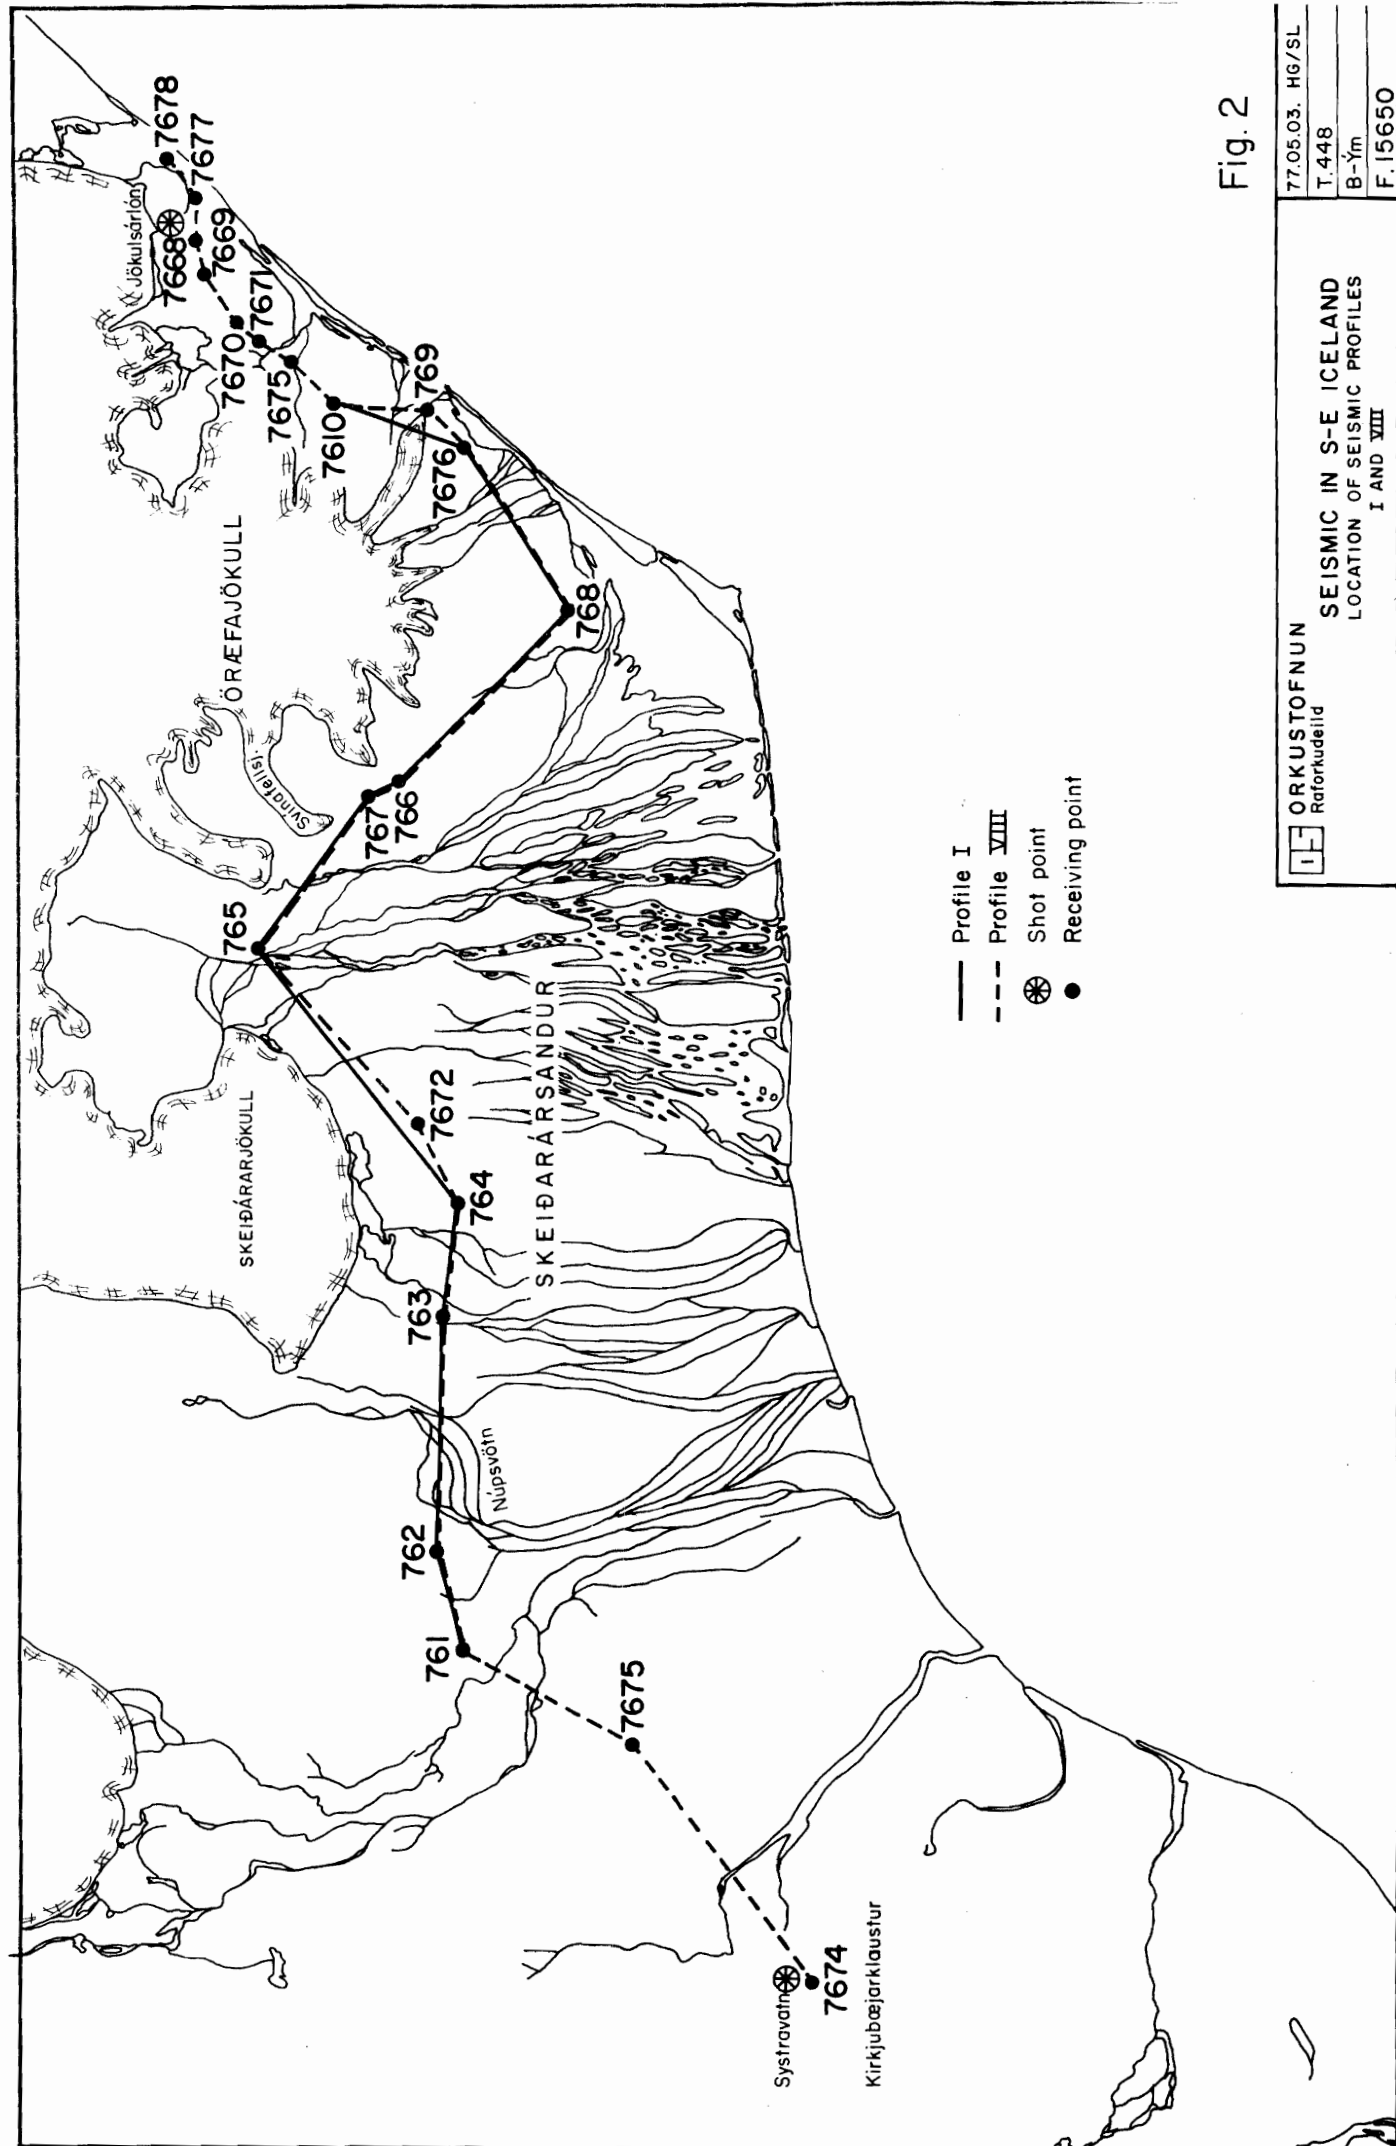 Systravatn
Kirkjubæjarklaustur
7674
7675
761
762
Núpsvötn
763
764
7672
SKEIÐARÁRJÖKULL
SKEIÐARÁRSANDUR
765
767
766
Svínafellsj.
ÖRÆFAJÖKULL
768
7676
769
7610
7675
7670
7671
7668
7669
Jökulsárlón
7677
7678
Profile I
Profile VIII
Shot point
Receiving point
Fig. 2
ORKUSTOFNUN
Raforkudeild
SEISMIC IN S-E ICELAND
LOCATION OF SEISMIC PROFILES
I AND VIII
77.05.03. HG/SL
T. 448
B-Ým
F. 15650